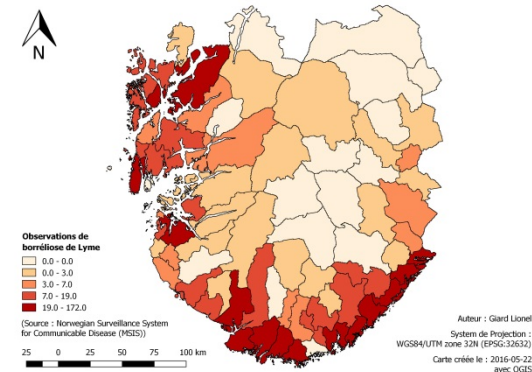 N
Observations de
borréliose de Lyme
0.0 - 0.0
0.0 - 3.0
3.0 - 7.0
7.0 - 19.0
19.0 - 172.0
(Source : Norwegian Surveillance System
for Communicable Disease (MSIS))
25 0 25 50 75 100 km
Auteur : Giard Lionel
System de Projection :
WGS84/UTM zone 32N (EPSG:32632)
Carte créée le : 2016-05-22
avec QGIS